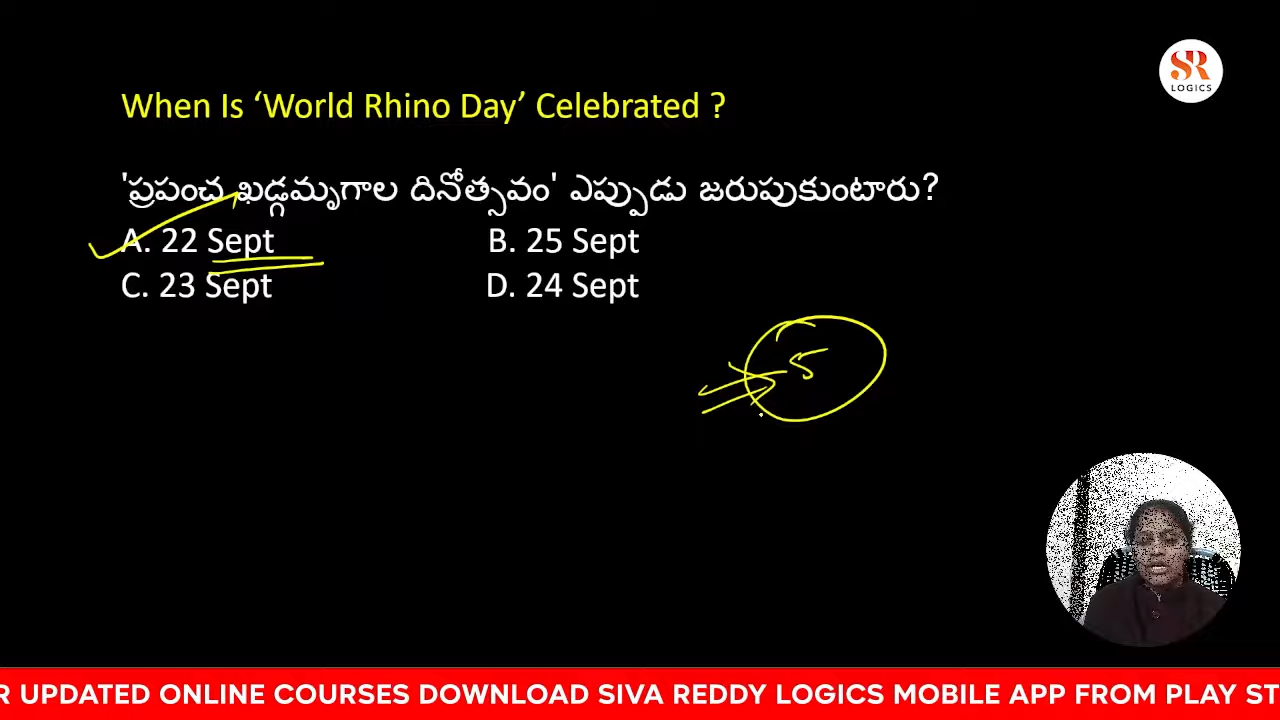 SR
LOGICS
When Is ‘World Rhino Day’ Celebrated ?
'ప్రపంచ ఖడ్గమృగాల దినోత్సవం' ఎప్పుడు జరుపుకుంటారు?
A. 22 Sept B. 25 Sept
C. 23 Sept D. 24 Sept
5
R UPDATED ONLINE COURSES DOWNLOAD SIVA REDDY LOGICS MOBILE APP FROM PLAY ST